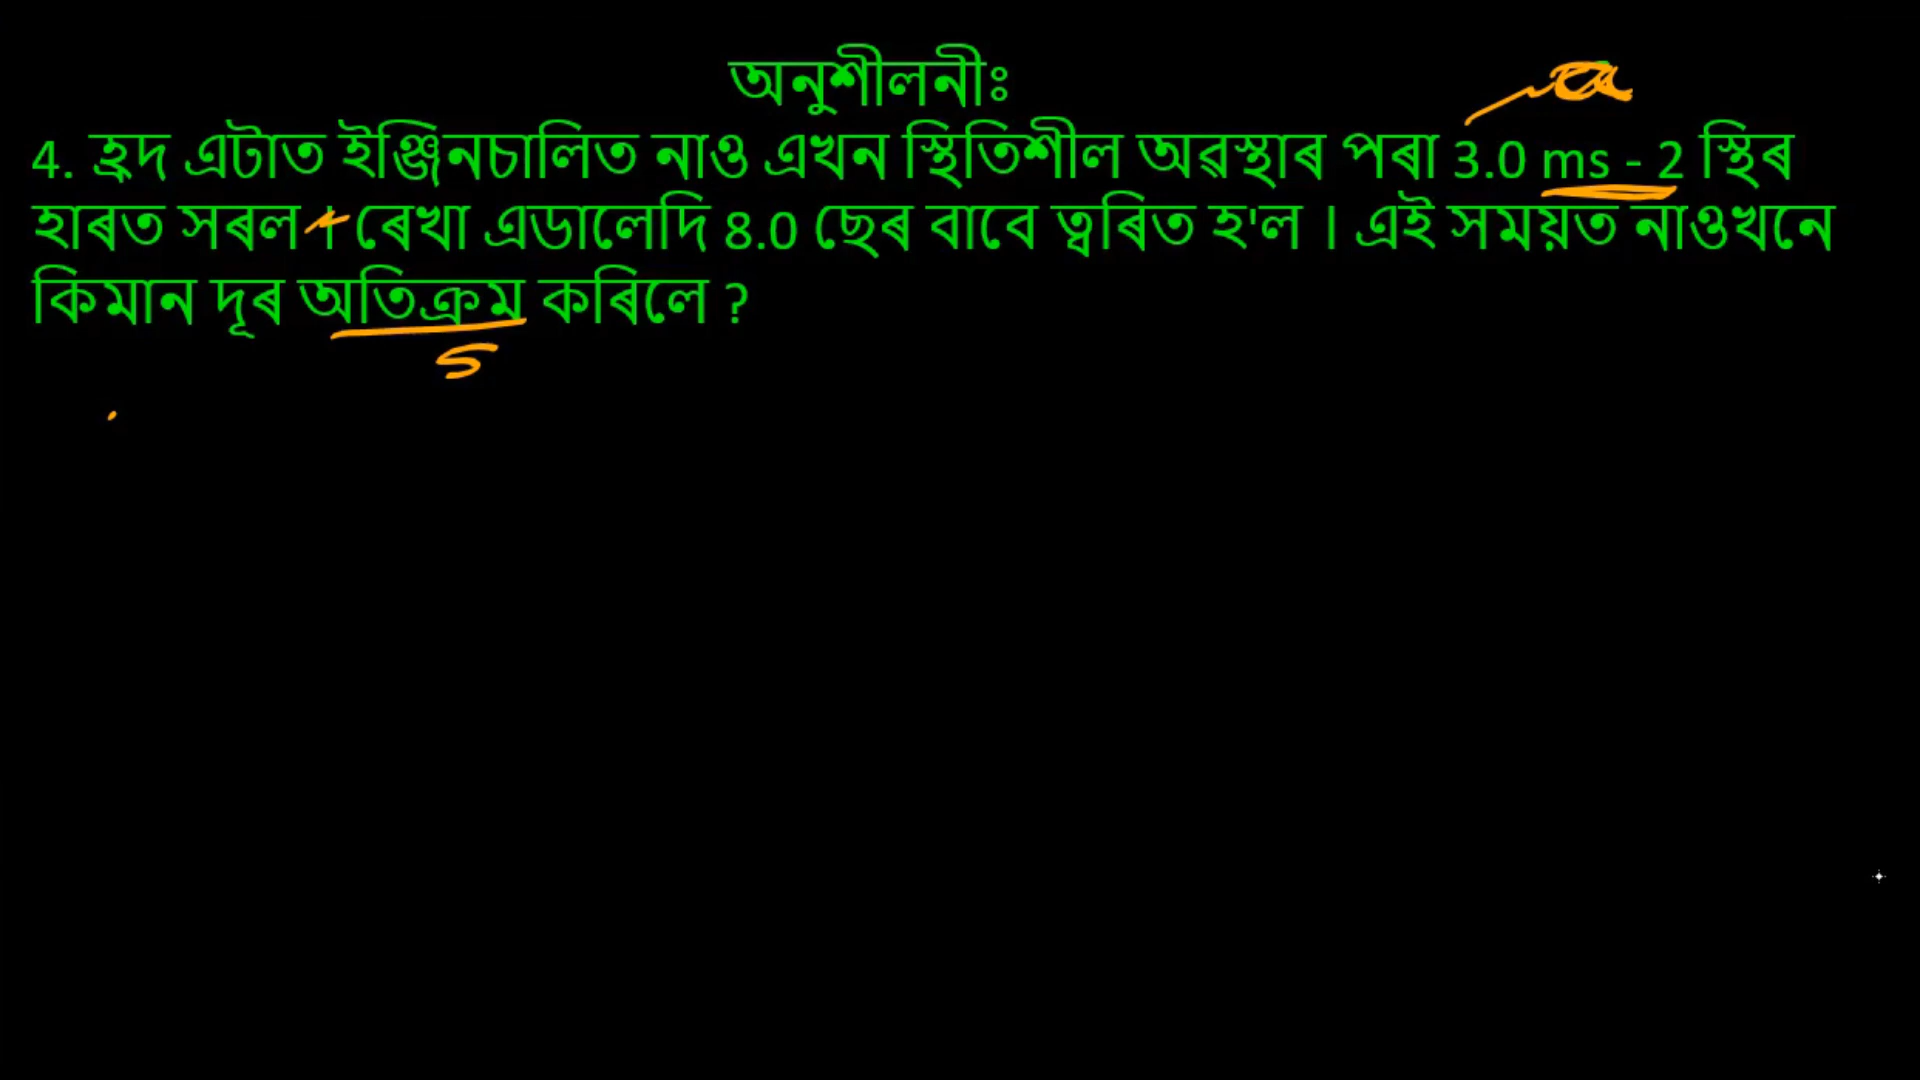 অনুশীলনীঃ
a
4. হ্ৰদ এটাত ইঞ্জিনচালিত নাও এখন স্থিতিশীল অৱস্থাৰ পৰা 3.0 ms - 2 স্থিৰ
হাৰত সৰল । ৰেখা এডালেদি 8.0 ছেৰ বাবে ত্বৰিত হ'ল । এই সময়ত নাওখনে
কিমান দূৰ অতিক্ৰম কৰিলে ?
s